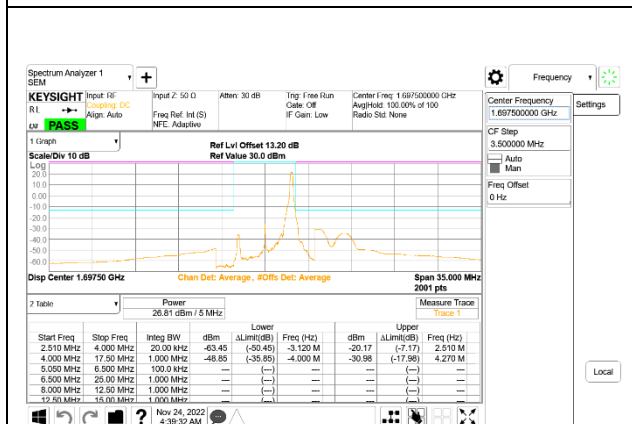 Spectrum Analyzer 1
SEM
Frequency
KEYSIGHT
RL
PASS
Input: RF
Coupling: DC
Align: Auto
Input Z: 50 Ω
Freq Ref: Int (S)
NFE: Adaptive
Atten: 30 dB
Trig: Free Run
Gate: Off
IF Gain: Low
Center Freq: 1.697500000 GHz
Avg|Hold: 100.00% of 100
Radio Std: None
Center Frequency
1.697500000 GHz
Settings
CF Step
3.500000 MHz
Auto
Man
Freq Offset
0 Hz
Local
1 Graph
Scale/Div 10 dB
Ref Lvl Offset 13.20 dB
Ref Value 30.0 dBm
Log
20.0
10.0
0.00
-10.0
-20.0
-30.0
-40.0
-50.0
-60.0
Disp Center 1.69750 GHz
Chan Det: Average , #Offs Det: Average
Span 35.000 MHz
2001 pts
2 Table
Power
26.81 dBm / 5 MHz
Measure Trace
Trace 1
Lower Upper
Start Freq Stop Freq Integ BW dBm ΔLimit(dB) Freq (Hz) dBm ΔLimit(dB) Freq (Hz)
2.510 MHz 4.000 MHz 20.00 kHz -63.45 (-50.45) -3.120 M -20.17 (-7.17) 2.510 M
4.000 MHz 17.50 MHz 1.000 MHz -48.85 (-35.85) -4.000 M -30.98 (-17.98) 4.270 M
5.050 MHz 6.500 MHz 100.0 kHz --- (---) --- (---)
6.500 MHz 25.00 MHz 1.000 MHz --- (---) --- (---)
8.000 MHz 12.50 MHz 1.000 MHz --- (---) --- (---)
12.50 MHz 15.00 MHz 1.000 MHz --- (---) --- (---)
Nov 24, 2022
4:39:32 AM